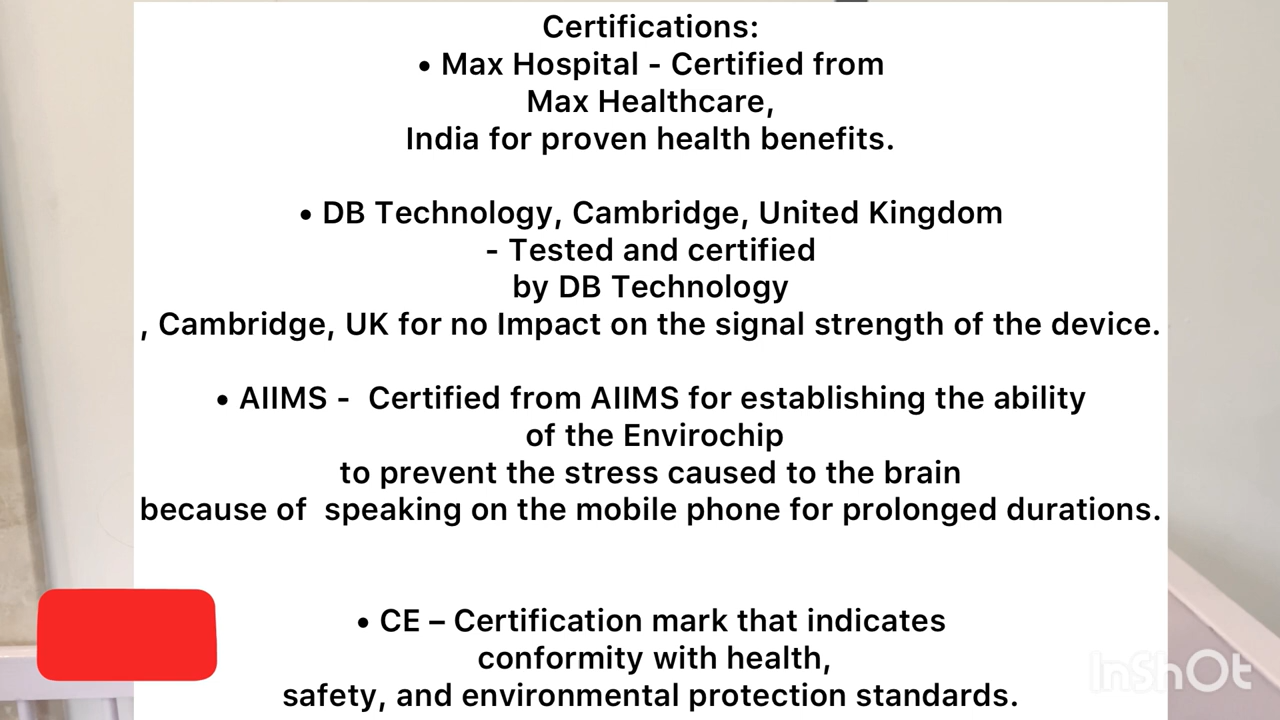 Certifications:
• Max Hospital - Certified from
Max Healthcare,
India for proven health benefits.
• DB Technology, Cambridge, United Kingdom
- Tested and certified
by DB Technology
, Cambridge, UK for no Impact on the signal strength of the device.
• AIIMS -  Certified from AIIMS for establishing the ability
of the Envirochip
to prevent the stress caused to the brain
because of  speaking on the mobile phone for prolonged durations.
• CE – Certification mark that indicates
conformity with health,
safety, and environmental protection standards.
InShOt